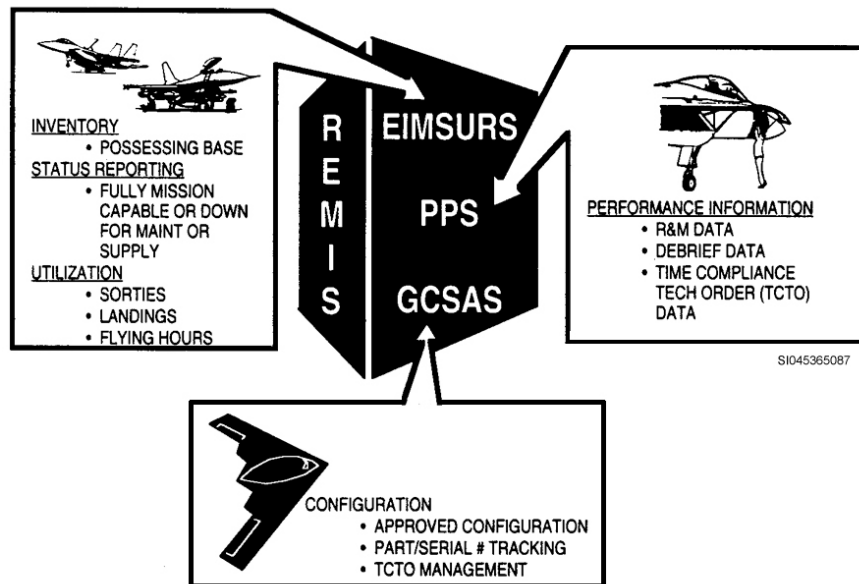 INVENTORY
• POSSESSING BASE
STATUS REPORTING
• FULLY MISSION
CAPABLE OR DOWN
FOR MAINT OR
SUPPLY
UTILIZATION
• SORTIES
• LANDINGS
• FLYING HOURS
REMIS
EIMSURS
PPS
GCSAS
PERFORMANCE INFORMATION
• R&M DATA
• DEBRIEF DATA
• TIME COMPLIANCE
TECH ORDER (TCTO)
DATA
SI045365087
CONFIGURATION
• APPROVED CONFIGURATION
• PART/SERIAL # TRACKING
• TCTO MANAGEMENT